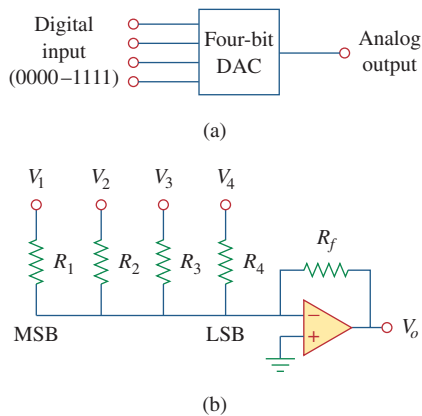 Digital
input
(0000–1111)
Four-bit
DAC
Analog
output
(a)
V1 V2 V3 V4
R1 R2 R3 R4
Rf
MSB LSB
−
+
Vo
(b)